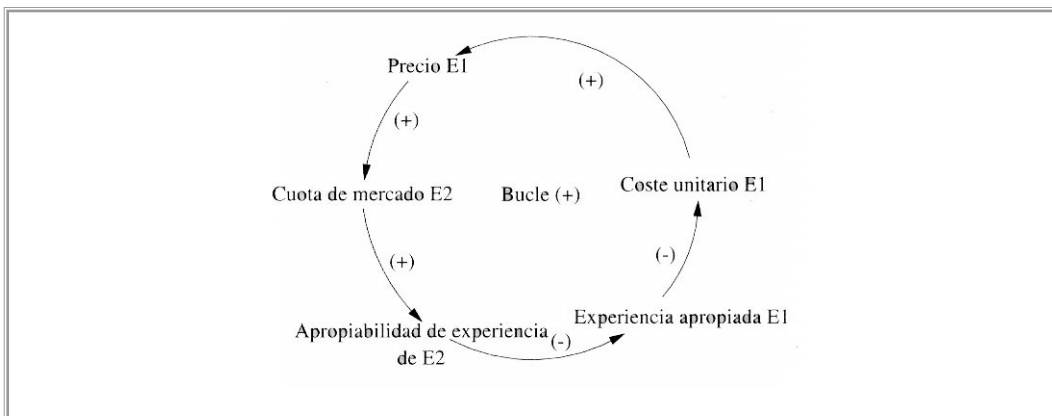 Precio E1
(+)
(+)
Cuota de mercado E2
Bucle (+)
Coste unitario E1
(+)
(-)
Apropiabilidad de experiencia
de E2
(-)
Experiencia apropiada E1